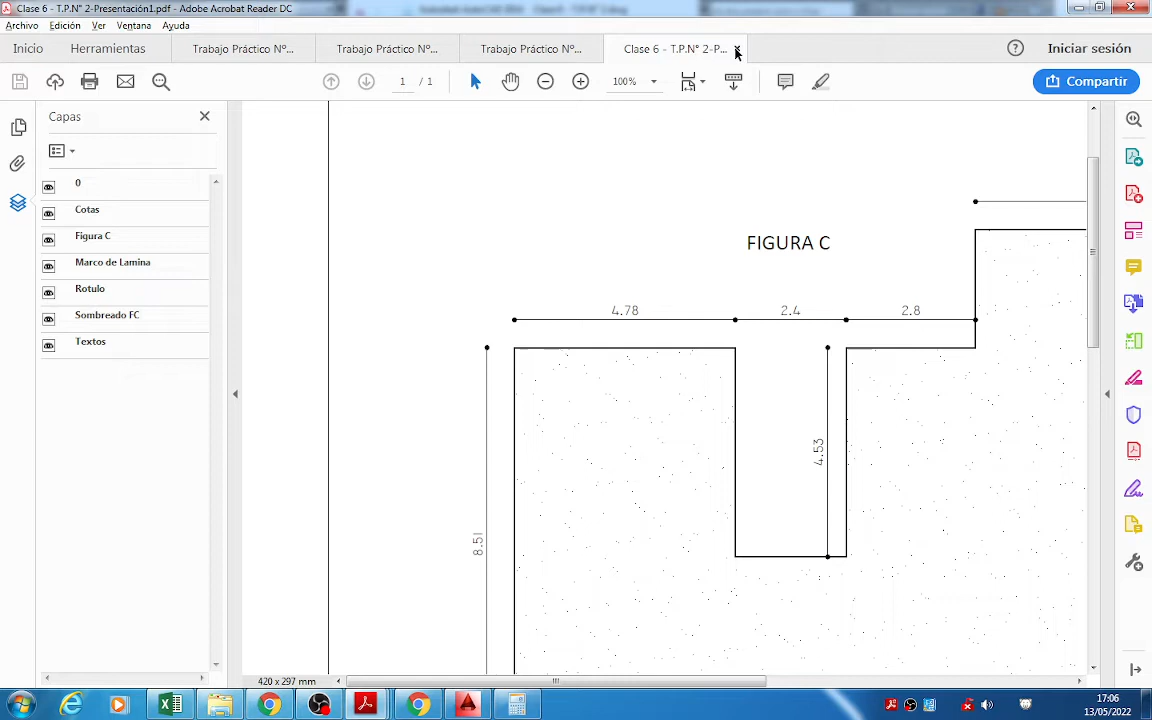 Clase 6 - T.P.N° 2-Presentación1.pdf - Adobe Acrobat Reader DC
Archivo Edición Ver Ventana Ayuda
Inicio Herramientas Trabajo Práctico N°... Trabajo Práctico N°... Trabajo Práctico N°... Clase 6 - T.P.N° 2-P... Iniciar sesión
1 / 1 100% Compartir
Capas
0
Cotas
Figura C
Marco de Lamina
Rotulo
Sombreado FC
Textos
FIGURA C
4.78 2.4 2.8
4.53
8.51
420 x 297 mm
17:06
13/05/2022